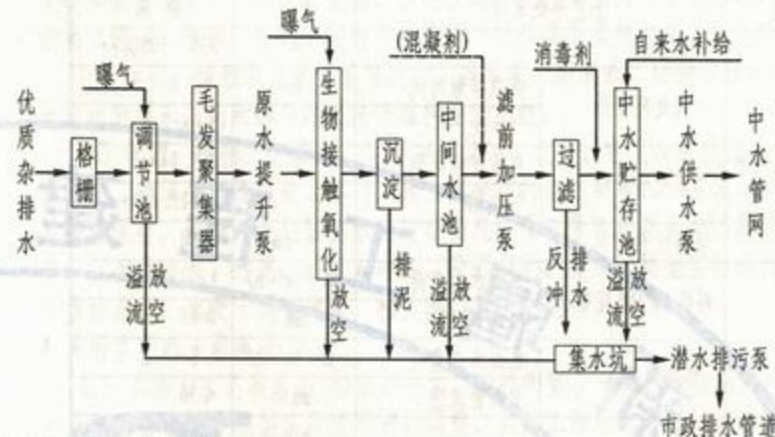 曝气
(混凝剂)
消毒剂
自来水补给
曝气
优质杂排水
格栅
调节池
毛发聚集器
原水提升泵
生物接触氧化
沉淀
中间水池
滤前加压泵
过滤
中水贮存池
中水供水泵
中水管网
溢流
放空
放空
排泥
溢流
放空
反冲
排水
溢流
放空
集水坑
潜水排污泵
市政排水管道